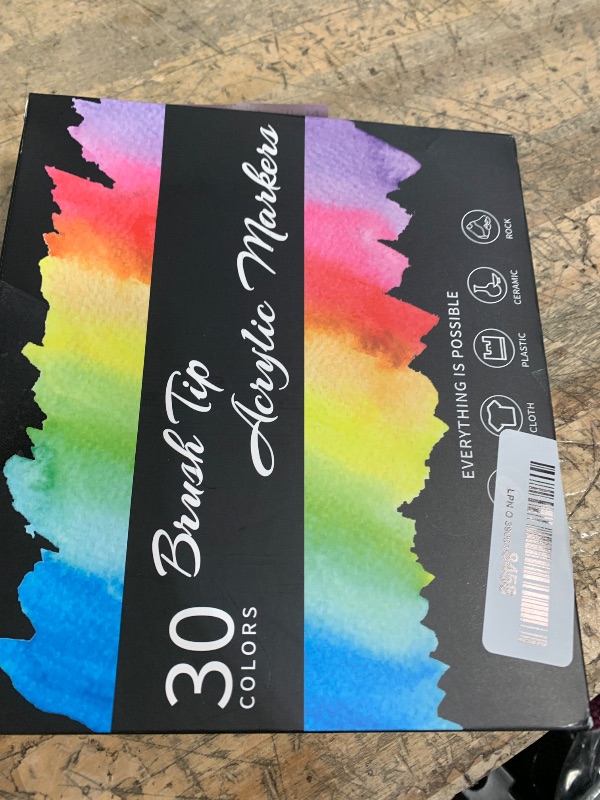 30
COLORS
Brush Tip
Acrylic Markers
EVERYTHING IS POSSIBLE
CLOTH
PLASTIC
CERAMIC
ROCK
LPN